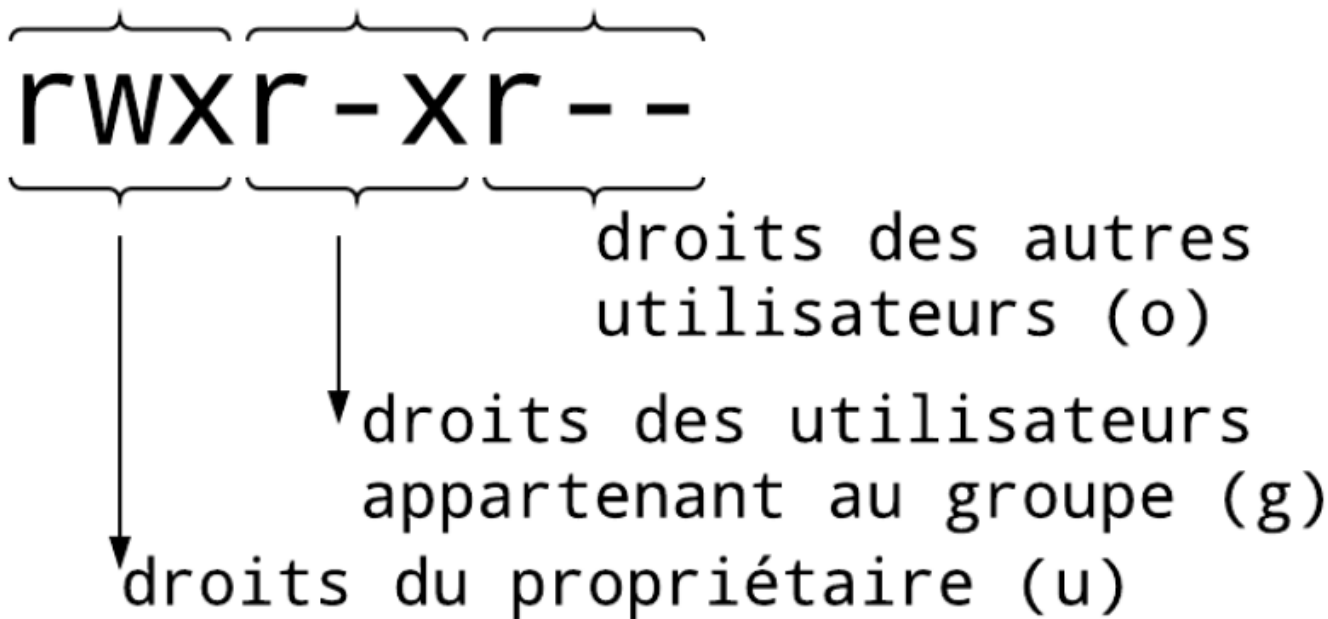 rwxr-xr--
droits des autres
utilisateurs (o)
droits des utilisateurs
appartenant au groupe (g)
droits du propriétaire (u)